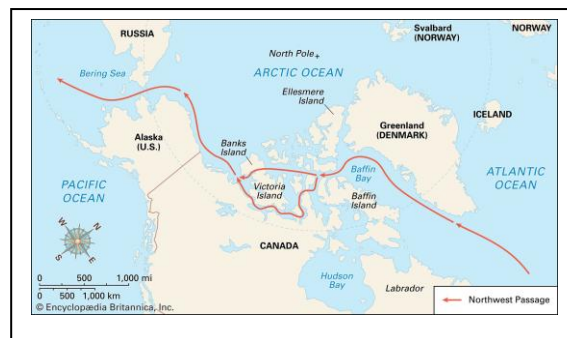 RUSSIA
Svalbard
(NORWAY)
NORWAY
North Pole
Bering Sea
ARCTIC OCEAN
Ellesmere
Island
ICELAND
Greenland
(DENMARK)
Alaska
(U.S.)
Banks
Island
Baffin
Bay
ATLANTIC
OCEAN
PACIFIC
OCEAN
Victoria
Island
Baffin
Island
N
W
E
S
CANADA
0 500 1,000 mi
0 500 1,000 km
Hudson
Bay
Labrador
Northwest Passage
© Encyclopædia Britannica, Inc.